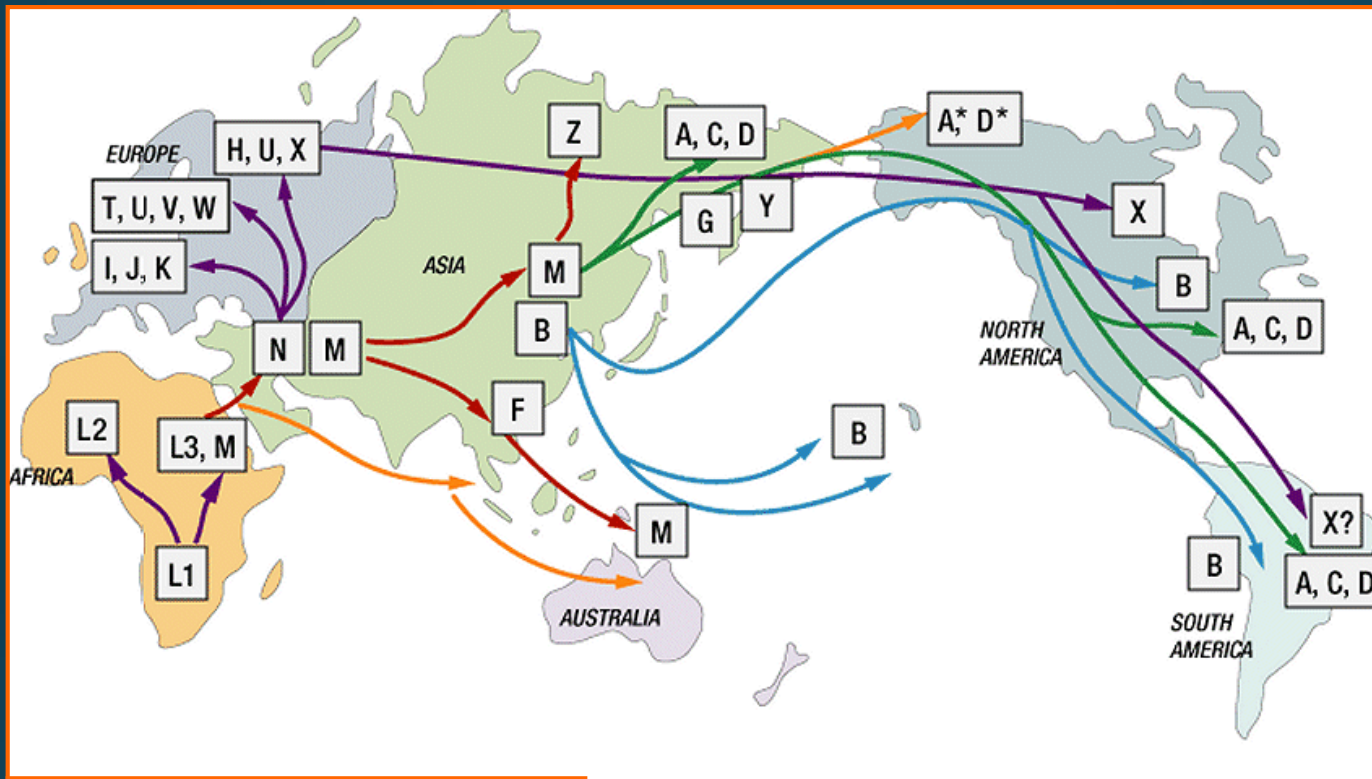 EUROPE
H, U, X
T, U, V, W
I, J, K
Z
A, C, D
A,* D*
G
Y
X
ASIA
M
B
B
N
M
NORTH
AMERICA
A, C, D
F
L2
L3, M
B
AFRICA
M
X?
L1
B
A, C, D
AUSTRALIA
SOUTH
AMERICA